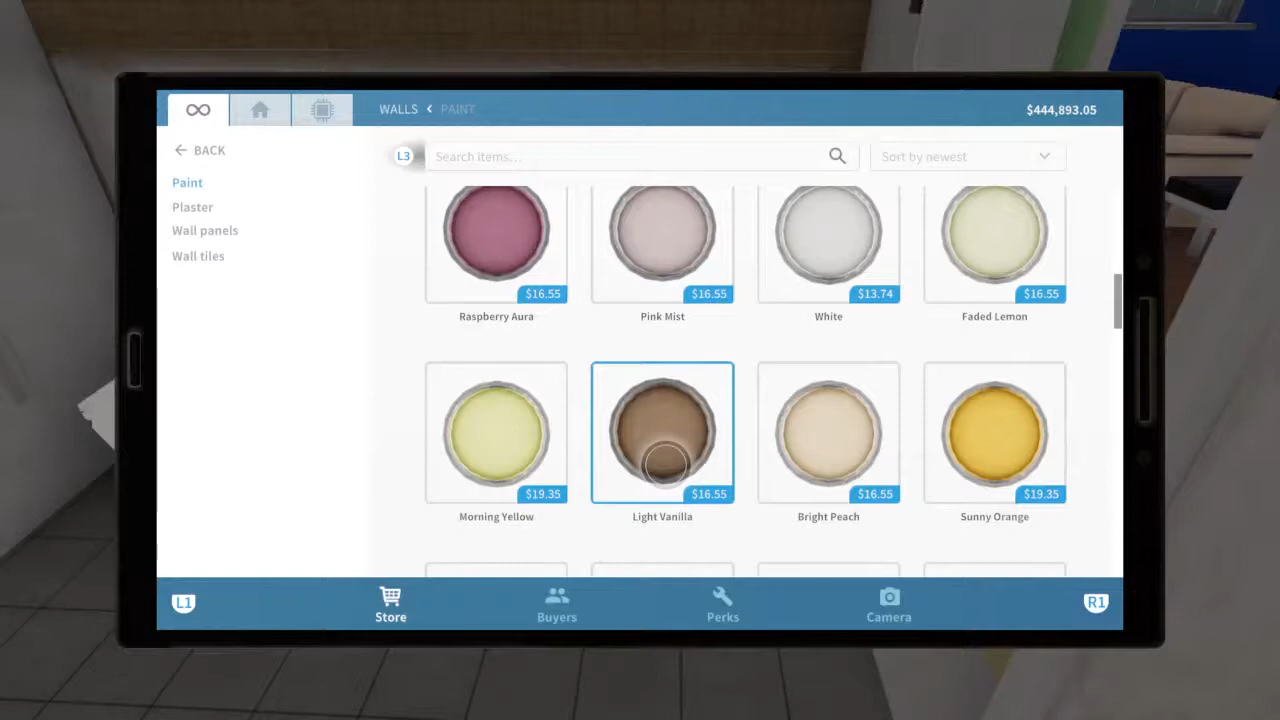 WALLS < PAINT
$444,893.05
BACK
L3
Search items...
Sort by newest
Paint
Plaster
Wall panels
Wall tiles
$16.55
$16.55
$13.74
$16.55
Raspberry Aura
Pink Mist
White
Faded Lemon
$19.35
$16.55
$16.55
$19.35
Morning Yellow
Light Vanilla
Bright Peach
Sunny Orange
L1
Store
Buyers
Perks
Camera
R1